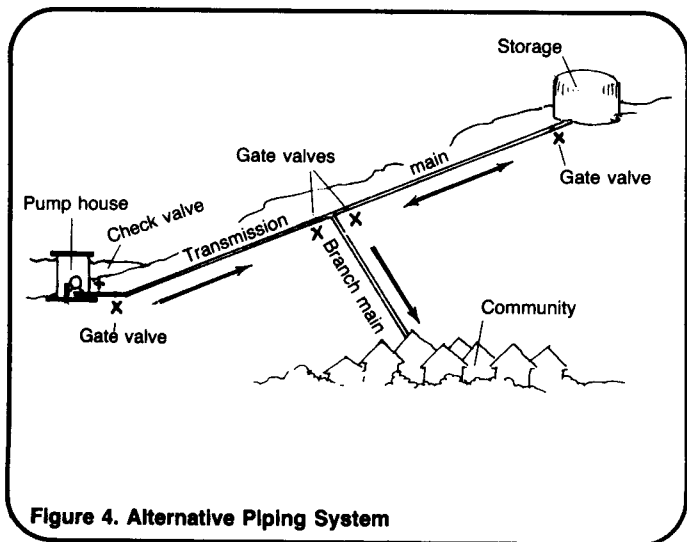 Storage
Gate valves
main
Gate valve
Pump house
Check valve
Transmission
Branch main
Gate valve
Community
Figure 4. Alternative Piping System